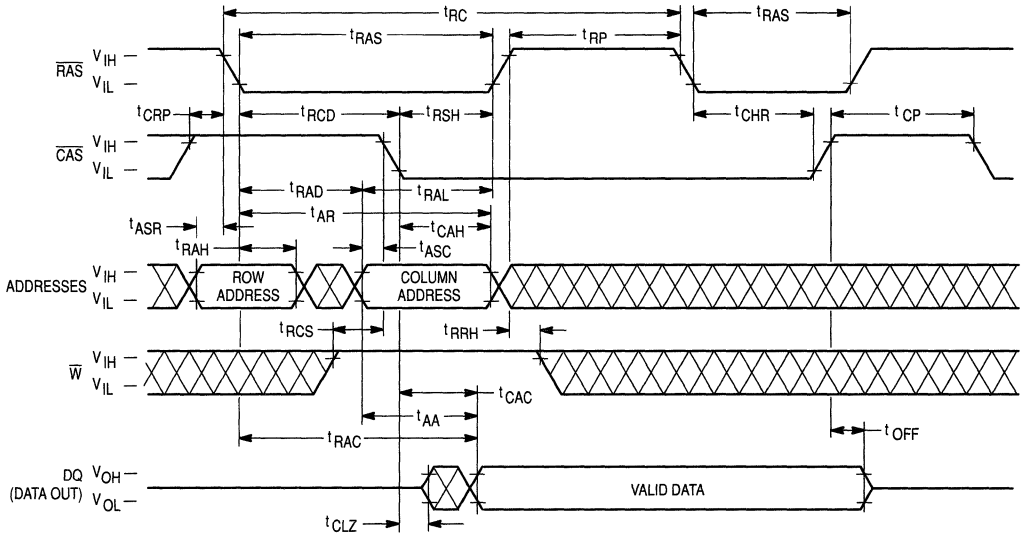 tRC
tRAS
tRAS
tRP
RAS
VIH
VIL
tCRP
tRCD
tRSH
tCHR
tCP
CAS
VIH
VIL
tRAD
tRAL
tAR
tASR
tCAH
tRAH
tASC
ADDRESSES
VIH
VIL
ROW
ADDRESS
COLUMN
ADDRESS
tRCS
tRRH
W
VIH
VIL
tCAC
tAA
tRAC
tOFF
DQ
(DATA OUT)
VOH
VOL
VALID DATA
tCLZ